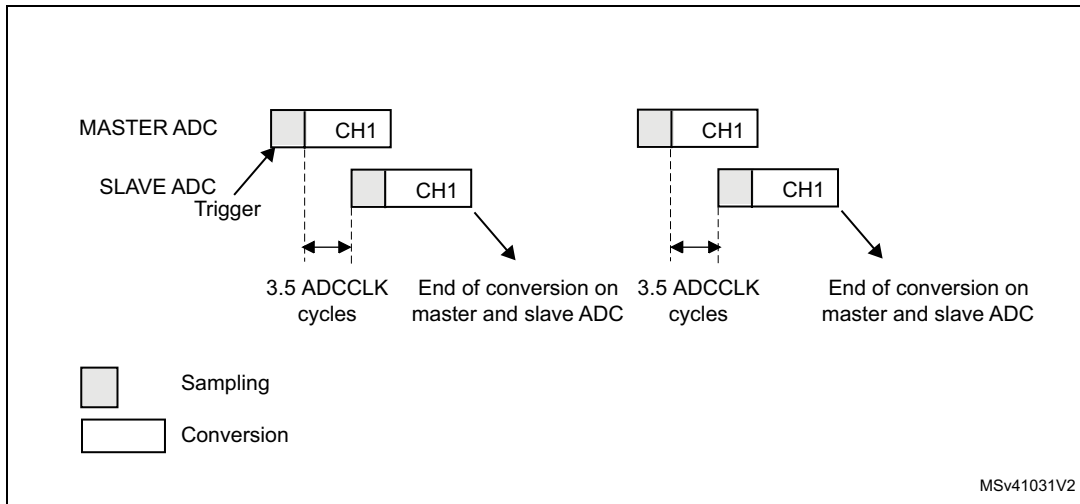 MASTER ADC
CH1
CH1
SLAVE ADC
Trigger
CH1
CH1
3.5 ADCCLK
cycles
End of conversion on
master and slave ADC
3.5 ADCCLK
cycles
End of conversion on
master and slave ADC
Sampling
Conversion
MSv41031V2